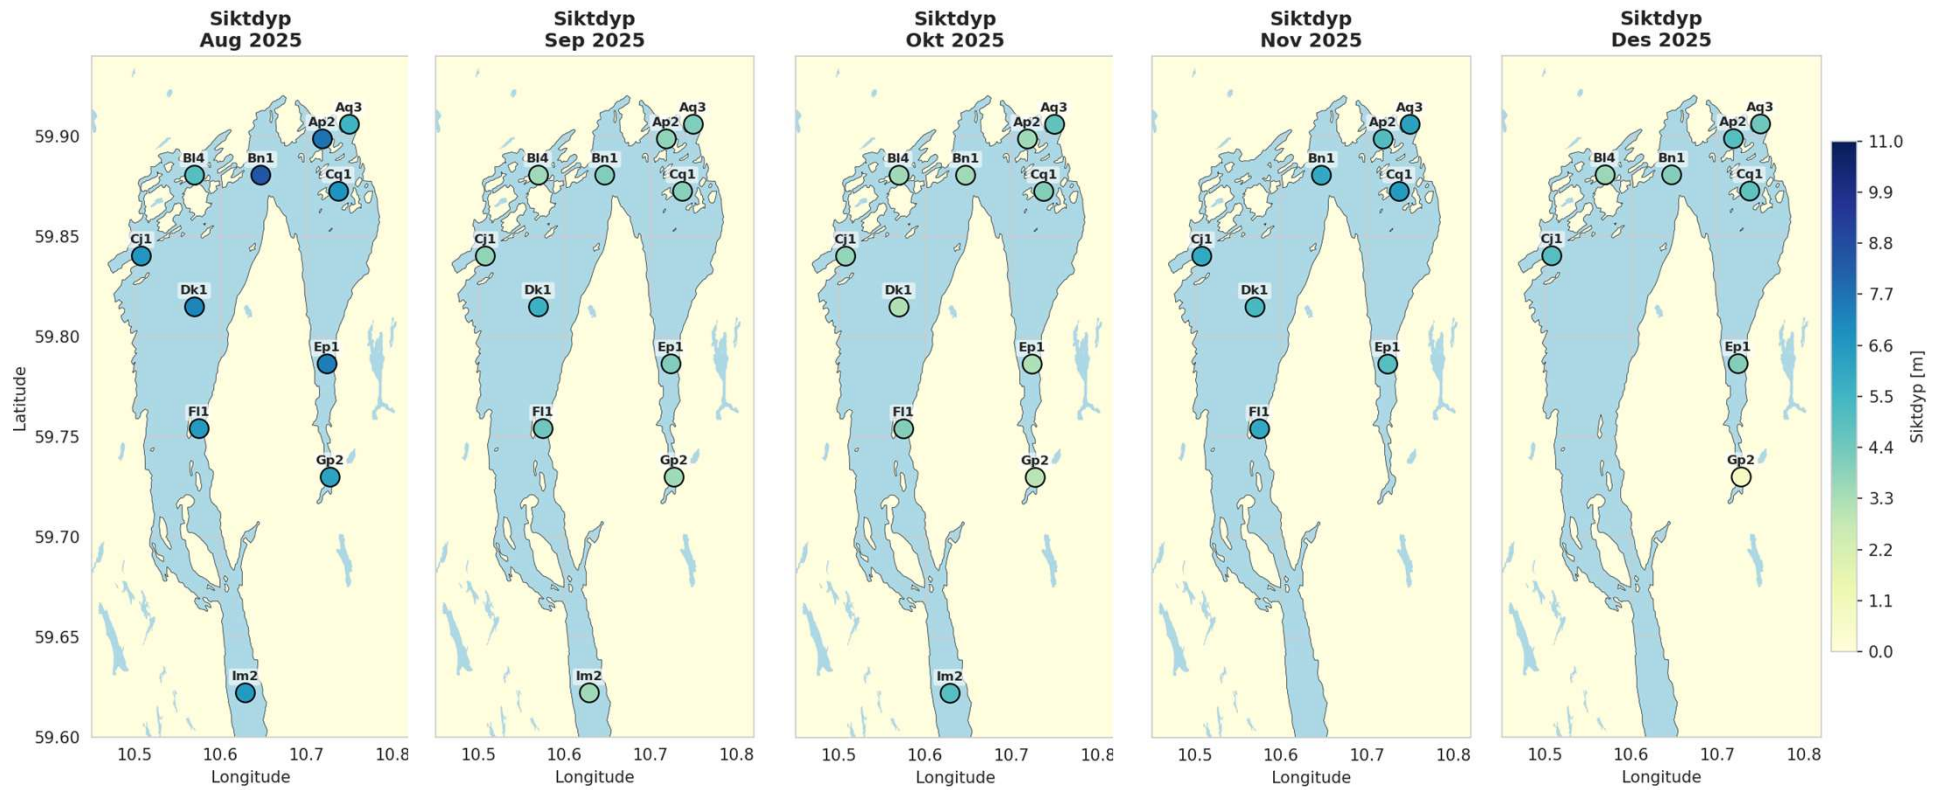 Siktdyp
Aug 2025
Siktdyp
Sep 2025
Siktdyp
Okt 2025
Siktdyp
Nov 2025
Siktdyp
Des 2025
59.90
59.85
59.80
59.75
59.70
59.65
59.60
Latitude
Aq3
Ap2
Bl4
Bn1
Cq1
Cj1
Dk1
Ep1
Fl1
Gp2
Im2
10.5 10.6 10.7 10.8
Longitude
Aq3
Ap2
Bl4
Bn1
Cq1
Cj1
Dk1
Ep1
Fl1
Gp2
Im2
10.5 10.6 10.7 10.8
Longitude
Aq3
Ap2
Bl4
Bn1
Cq1
Cj1
Dk1
Ep1
Fl1
Gp2
Im2
10.5 10.6 10.7 10.8
Longitude
Aq3
Ap2
Bn1
Cq1
Cj1
Dk1
Ep1
Fl1
10.5 10.6 10.7 10.8
Longitude
Aq3
Ap2
Bl4
Bn1
Cq1
Cj1
Ep1
Gp2
10.5 10.6 10.7 10.8
Longitude
11.0
9.9
8.8
7.7
6.6
5.5
4.4
3.3
2.2
1.1
0.0
Siktdyp [m]